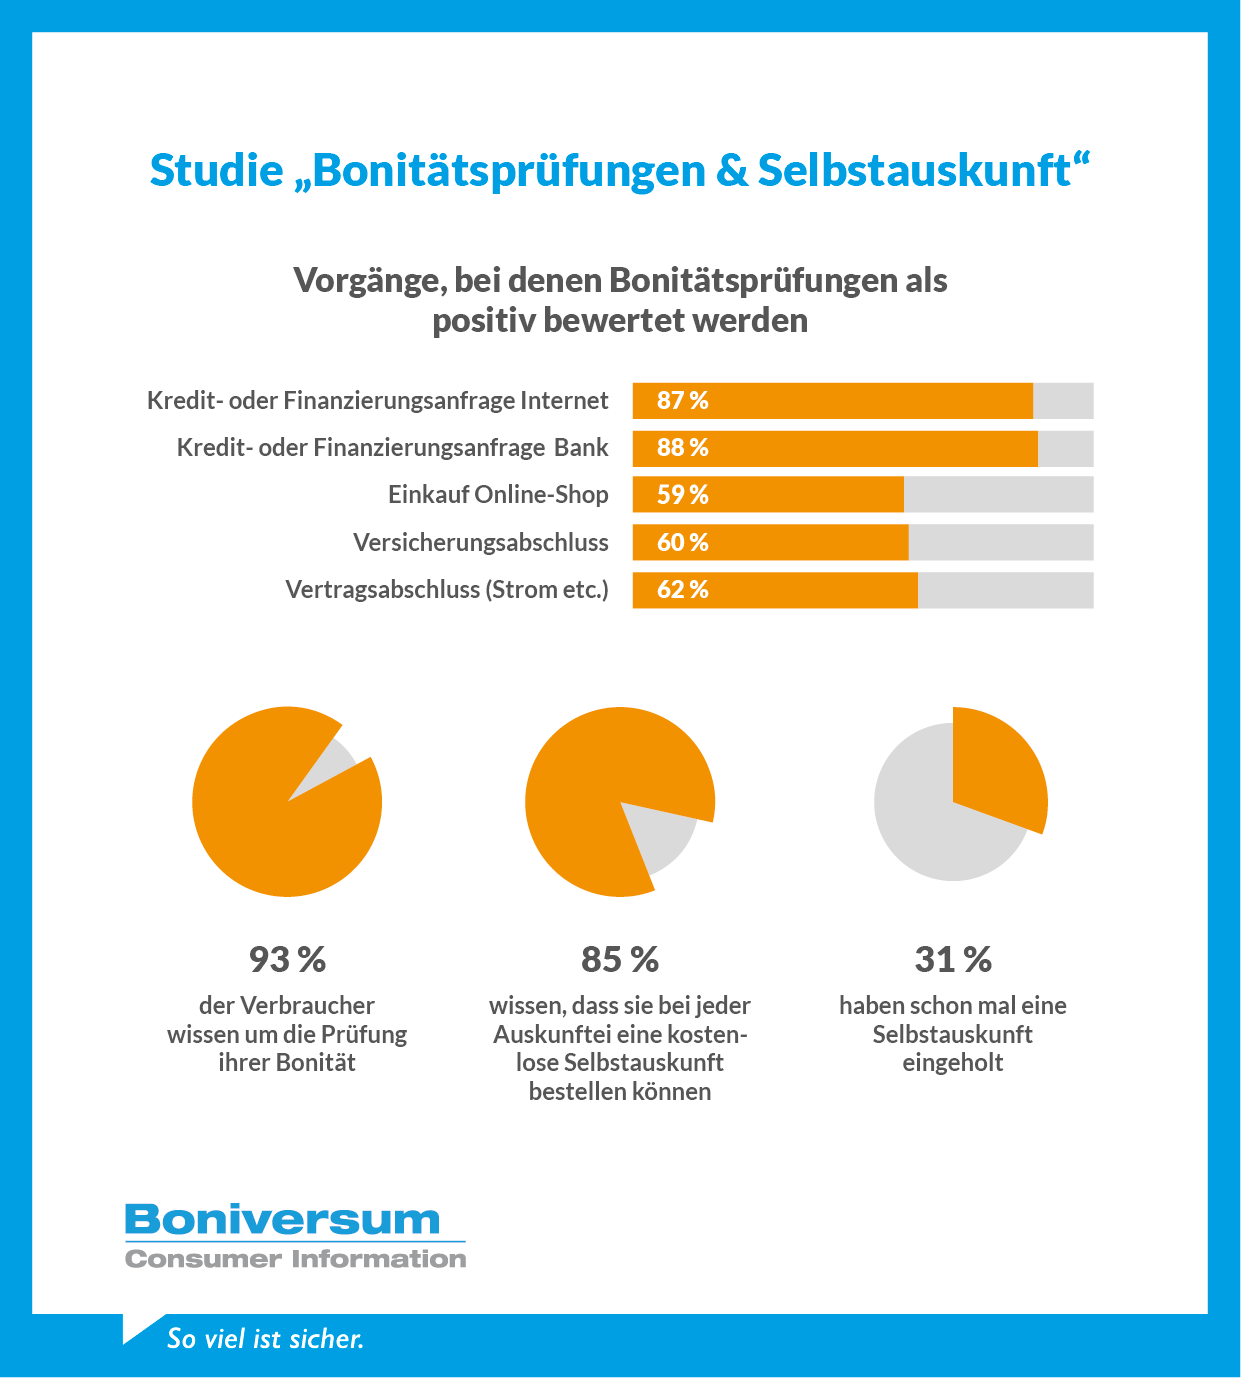 Studie „Bonitätsprüfungen & Selbstauskunft“
Vorgänge, bei denen Bonitätsprüfungen als
positiv bewertet werden
Kredit- oder Finanzierungsanfrage Internet 87 %
Kredit- oder Finanzierungsanfrage Bank 88 %
Einkauf Online-Shop 59 %
Versicherungsabschluss 60 %
Vertragsabschluss (Strom etc.) 62 %
93 %
der Verbraucher
wissen um die Prüfung
ihrer Bonität
85 %
wissen, dass sie bei jeder
Auskunftei eine kosten-
lose Selbstauskunft
bestellen können
31 %
haben schon mal eine
Selbstauskunft
eingeholt
Boniversum
Consumer Information
So viel ist sicher.